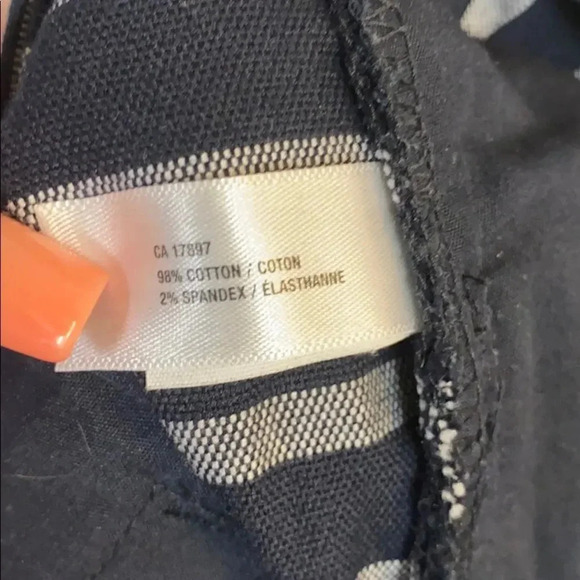 CA 17897
98% COTTON / COTON
2% SPANDEX / ÉLASTHANNE